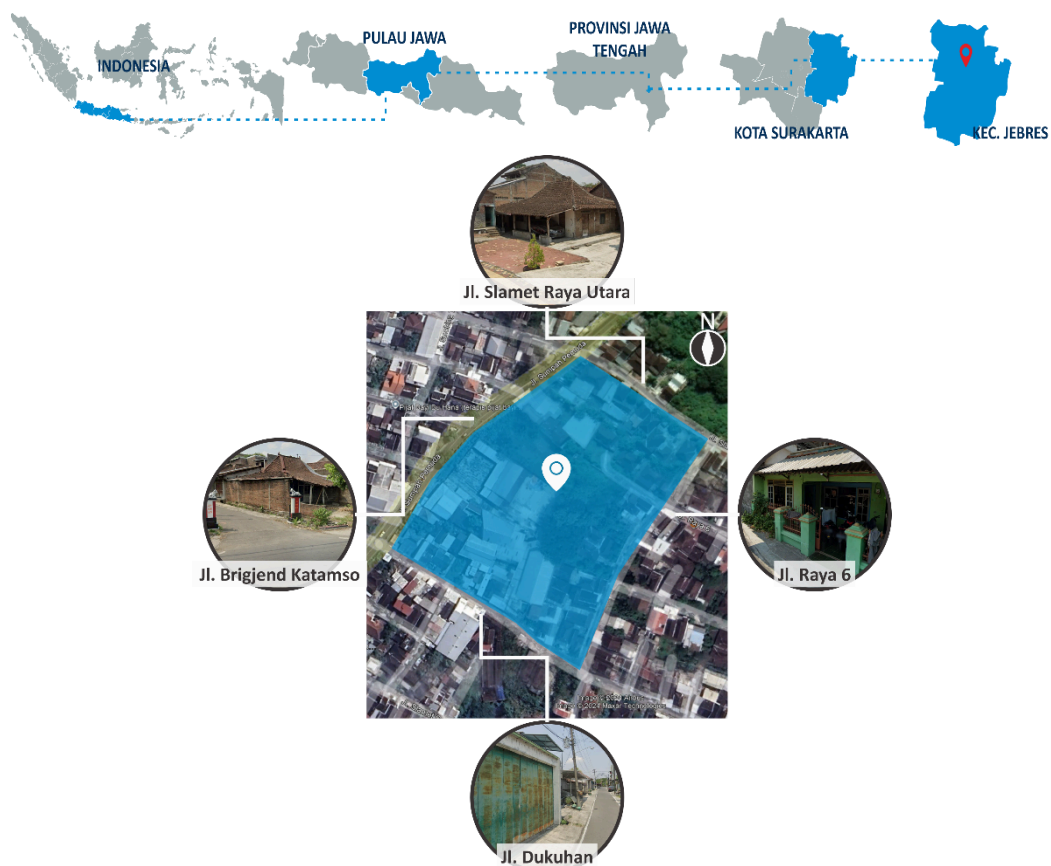 INDONESIA
PULAU JAWA
PROVINSI JAWA
TENGAH
KOTA SURAKARTA
KEC. JEBRES
Jl. Slamet Raya Utara
N
Jl. Brigjend Katamso
Jl. Raya 6
Jl. Dukuhan